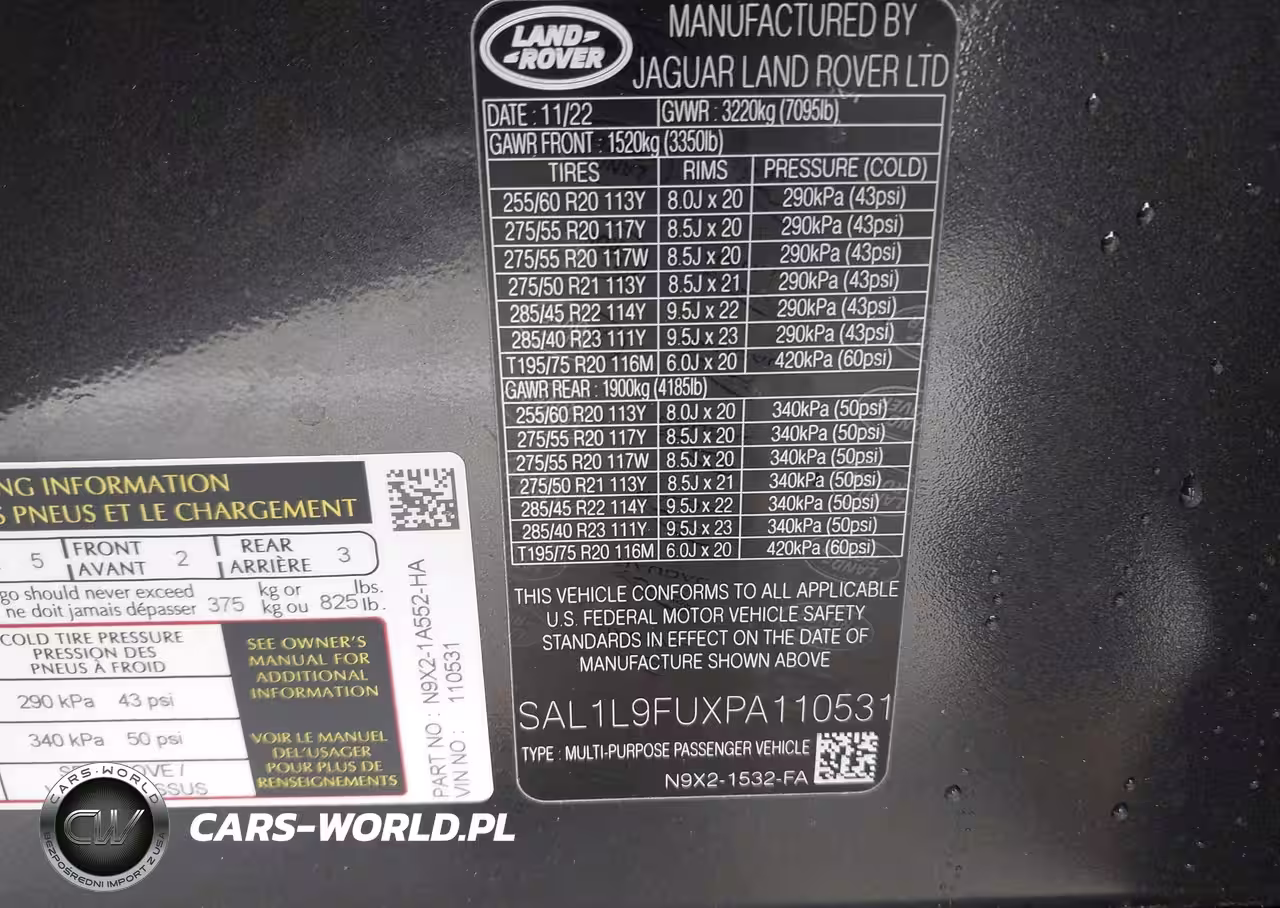 LAND-
-ROVER
MANUFACTURED BY
JAGUAR LAND ROVER LTD
DATE : 11/22 GVWR : 3220kg (7095lb)
GAWR FRONT : 1520kg (3350lb)
TIRES RIMS PRESSURE (COLD)
255/60 R20 113Y 8.0J x 20 290kPa (43psi)
275/55 R20 117Y 8.5J x 20 290kPa (43psi)
275/55 R20 117W 8.5J x 20 290kPa (43psi)
275/50 R21 113Y 8.5J x 21 290kPa (43psi)
285/45 R22 114Y 9.5J x 22 290kPa (43psi)
285/40 R23 111Y 9.5J x 23 290kPa (43psi)
T195/75 R20 116M 6.0J x 20 420kPa (60psi)
GAWR REAR : 1900kg (4185lb)
255/60 R20 113Y 8.0J x 20 340kPa (50psi)
275/55 R20 117Y 8.5J x 20 340kPa (50psi)
275/55 R20 117W 8.5J x 20 340kPa (50psi)
275/50 R21 113Y 8.5J x 21 340kPa (50psi)
285/45 R22 114Y 9.5J x 22 340kPa (50psi)
285/40 R23 111Y 9.5J x 23 340kPa (50psi)
T195/75 R20 116M 6.0J x 20 420kPa (60psi)
THIS VEHICLE CONFORMS TO ALL APPLICABLE
U.S. FEDERAL MOTOR VEHICLE SAFETY
STANDARDS IN EFFECT ON THE DATE OF
MANUFACTURE SHOWN ABOVE
SAL1L9FUXPA110531
TYPE : MULTI-PURPOSE PASSENGER VEHICLE
N9X2-1532-FA
NG INFORMATION
S PNEUS ET LE CHARGEMENT
5 FRONT AVANT 2 REAR ARRIÈRE 3
go should never exceed 375 kg or 825 lbs.
ne doit jamais dépasser kg ou lb.
COLD TIRE PRESSURE
PRESSION DES
PNEUS À FROID
290 kPa 43 psi
340 kPa 50 psi
SEE OWNER'S
MANUAL FOR
ADDITIONAL
INFORMATION
VOIR LE MANUEL
DEL'USAGER
POUR PLUS DE
RENSEIGNEMENTS
PART NO : N9X2-1A552-HA
VIN NO : 110531
CARS-WORLD
CW
BEZPOŚREDNI IMPORT Z USA
CARS-WORLD.PL